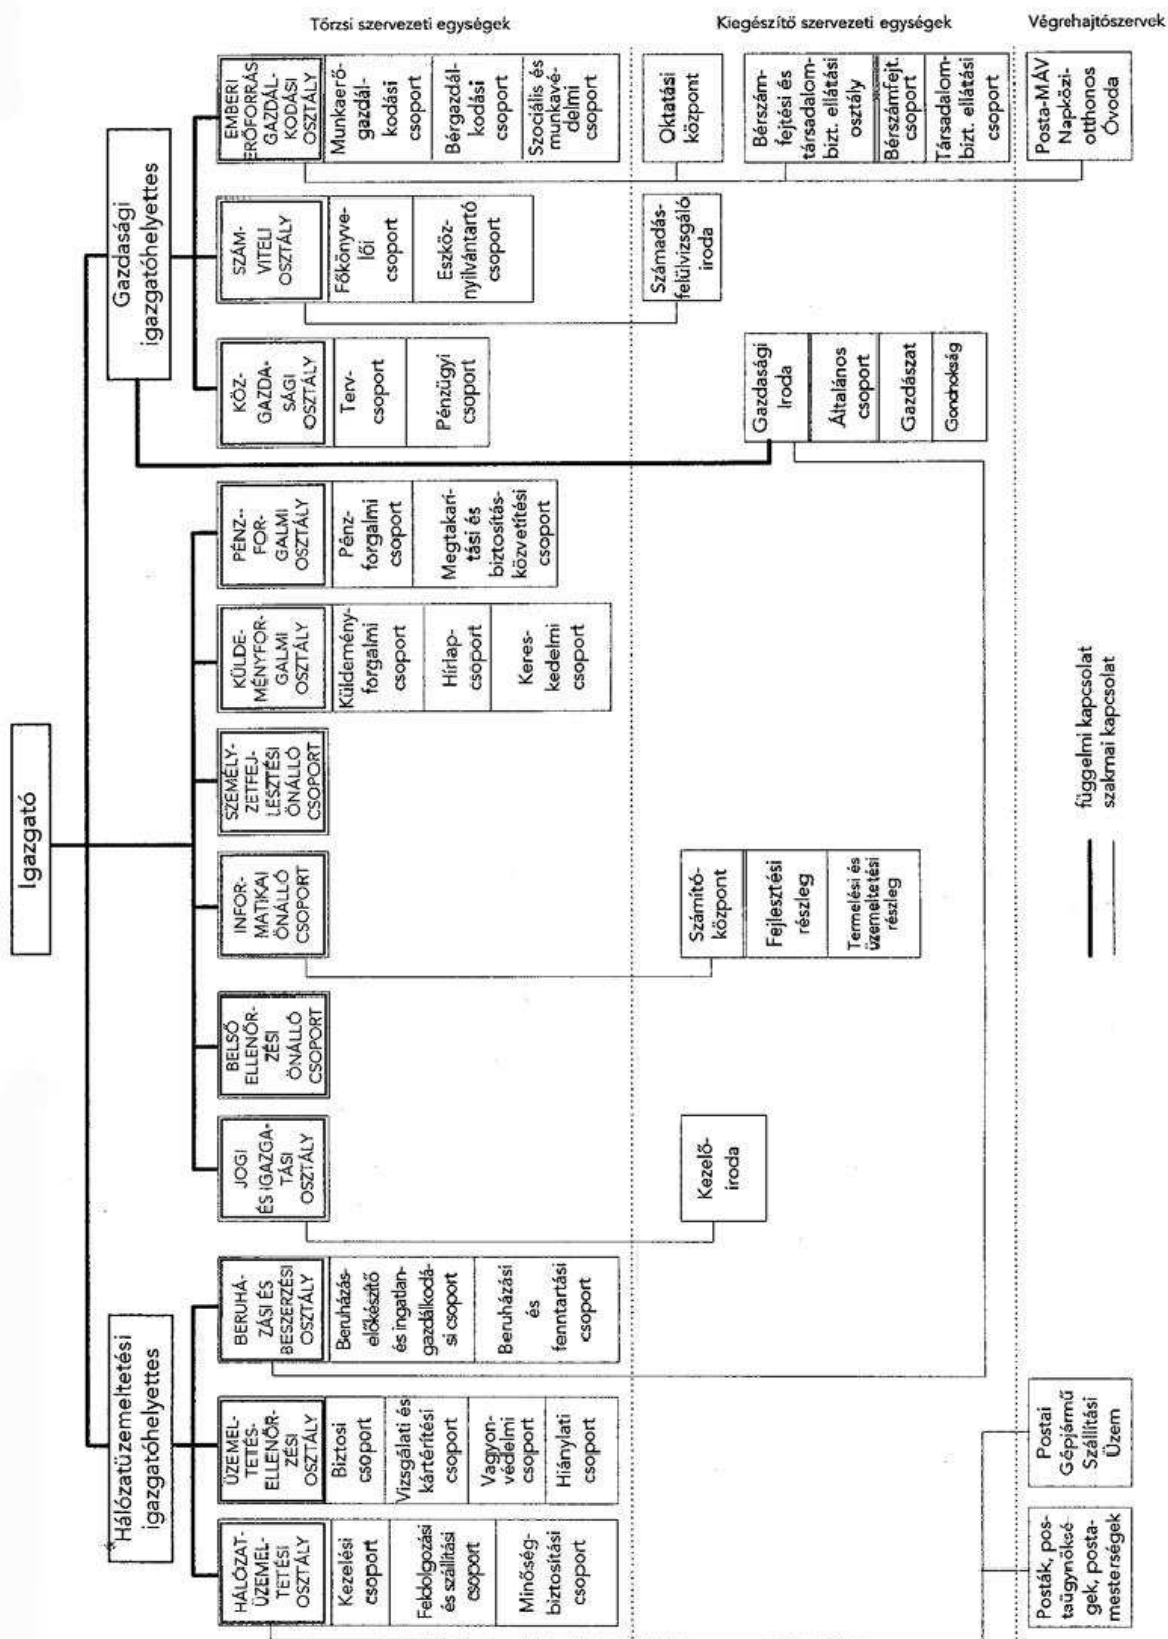 Törzsi szervezeti egységek
Kiegészítő szervezeti egységek
Végrehajtószervek
Igazgató
Hálózatüzemeltetési
igazgatóhelyettes
Gazdasági
igazgatóhelyettes
HÁLÓZAT-
ÜZEMEL-
TETÉSI
OSZTÁLY
Kezelési
csoport
Feldolgozási
és szállítási
csoport
Minőség-
biztosítási
csoport
ÜZEMEL-
TETÉS-
ELLENŐR-
ZÉSI
OSZTÁLY
Biztosi
csoport
Vizsgálati és
kártérítési
csoport
Vagyon-
védelmi
csoport
Hiánylati
csoport
BERUHÁ-
ZÁSI ÉS
BESZERZÉSI
OSZTÁLY
Beruházás-
előkészítő
és ingatlan-
gazdálkodá-
si csoport
Beruházási
és
fenntartási
csoport
JOGI
ÉS IGAZGA-
TÁSI
OSZTÁLY
BELSŐ
ELLENŐR-
ZÉSI
ÖNÁLLÓ
CSOPORT
INFOR-
MATIKAI
ÖNÁLLÓ
CSOPORT
SZEMÉLY-
ZETFEJ-
LESZTÉSI
ÖNÁLLÓ
CSOPORT
KÜLDE-
MÉNYFOR-
GALMI
OSZTÁLY
Küldemény-
forgalmi
csoport
Hírlap-
csoport
Keres-
kedelmi
csoport
PÉNZ-
FOR-
GALMI
OSZTÁLY
Pénz-
forgalmi
csoport
Megtakarí-
tási és
biztosítás-
közvetítési
csoport
KÖZ-
GAZDA-
SÁGI
OSZTÁLY
Terv-
csoport
Pénzügyi
csoport
SZÁM-
VITELI
OSZTÁLY
Főkönyve-
lői
csoport
Eszköz-
nyilvántartó
csoport
EMBERI
ERŐFORRÁS
GAZDÁL-
KODÁSI
OSZTÁLY
Munkaerő-
gazdál-
kodási
csoport
Bérgazdál-
kodási
csoport
Szociális és
munkavé-
delmi
csoport
Kezelő-
iroda
Számító-
központ
Fejlesztési
részleg
Termelési és
üzemeltetési
részleg
Gazdasági
Iroda
Általános
csoport
Gazdászat
Gondnokság
Számadás-
felülvizsgáló
iroda
Oktatási
központ
Bérszám-
fejtési és
társadalom-
bizt. ellátási
osztály
Bérszámfejt.
csoport
Társadalom-
bizt. ellátási
csoport
Posták, pos-
taügynöksé-
gek, posta-
mesterségek
Postai
Gépjármű
Szállítási
Üzem
Posta-MÁV
Napközi-
otthonos
Óvoda
függelmi kapcsolat
szakmai kapcsolat